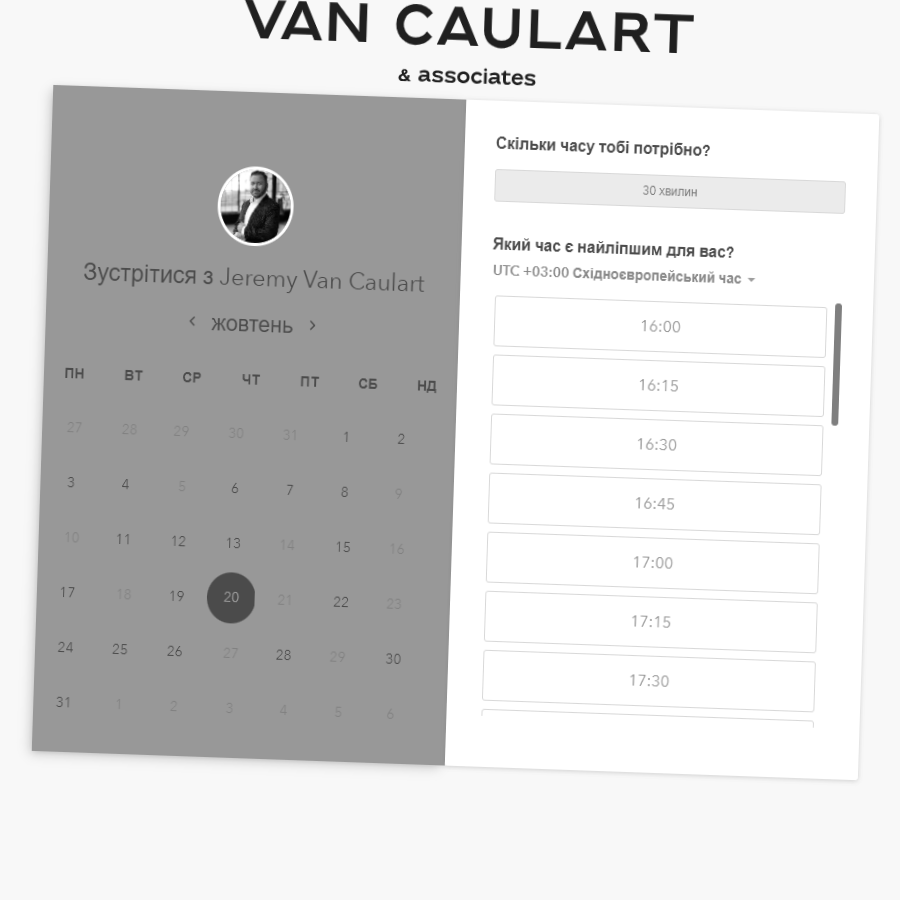 VAN CAULART
& associates
Зустрітися з Jeremy Van Caulart
‹ жовтень ›
ПН ВТ СР ЧТ ПТ СБ НД
27 28 29 30 31 1 2
3 4 5 6 7 8 9
10 11 12 13 14 15 16
17 18 19 20 21 22 23
24 25 26 27 28 29 30
31 1 2 3 4 5 6
Скільки часу тобі потрібно?
30 хвилин
Який час є найліпшим для вас?
UTC +03:00 Східноєвропейський час
16:00
16:15
16:30
16:45
17:00
17:15
17:30